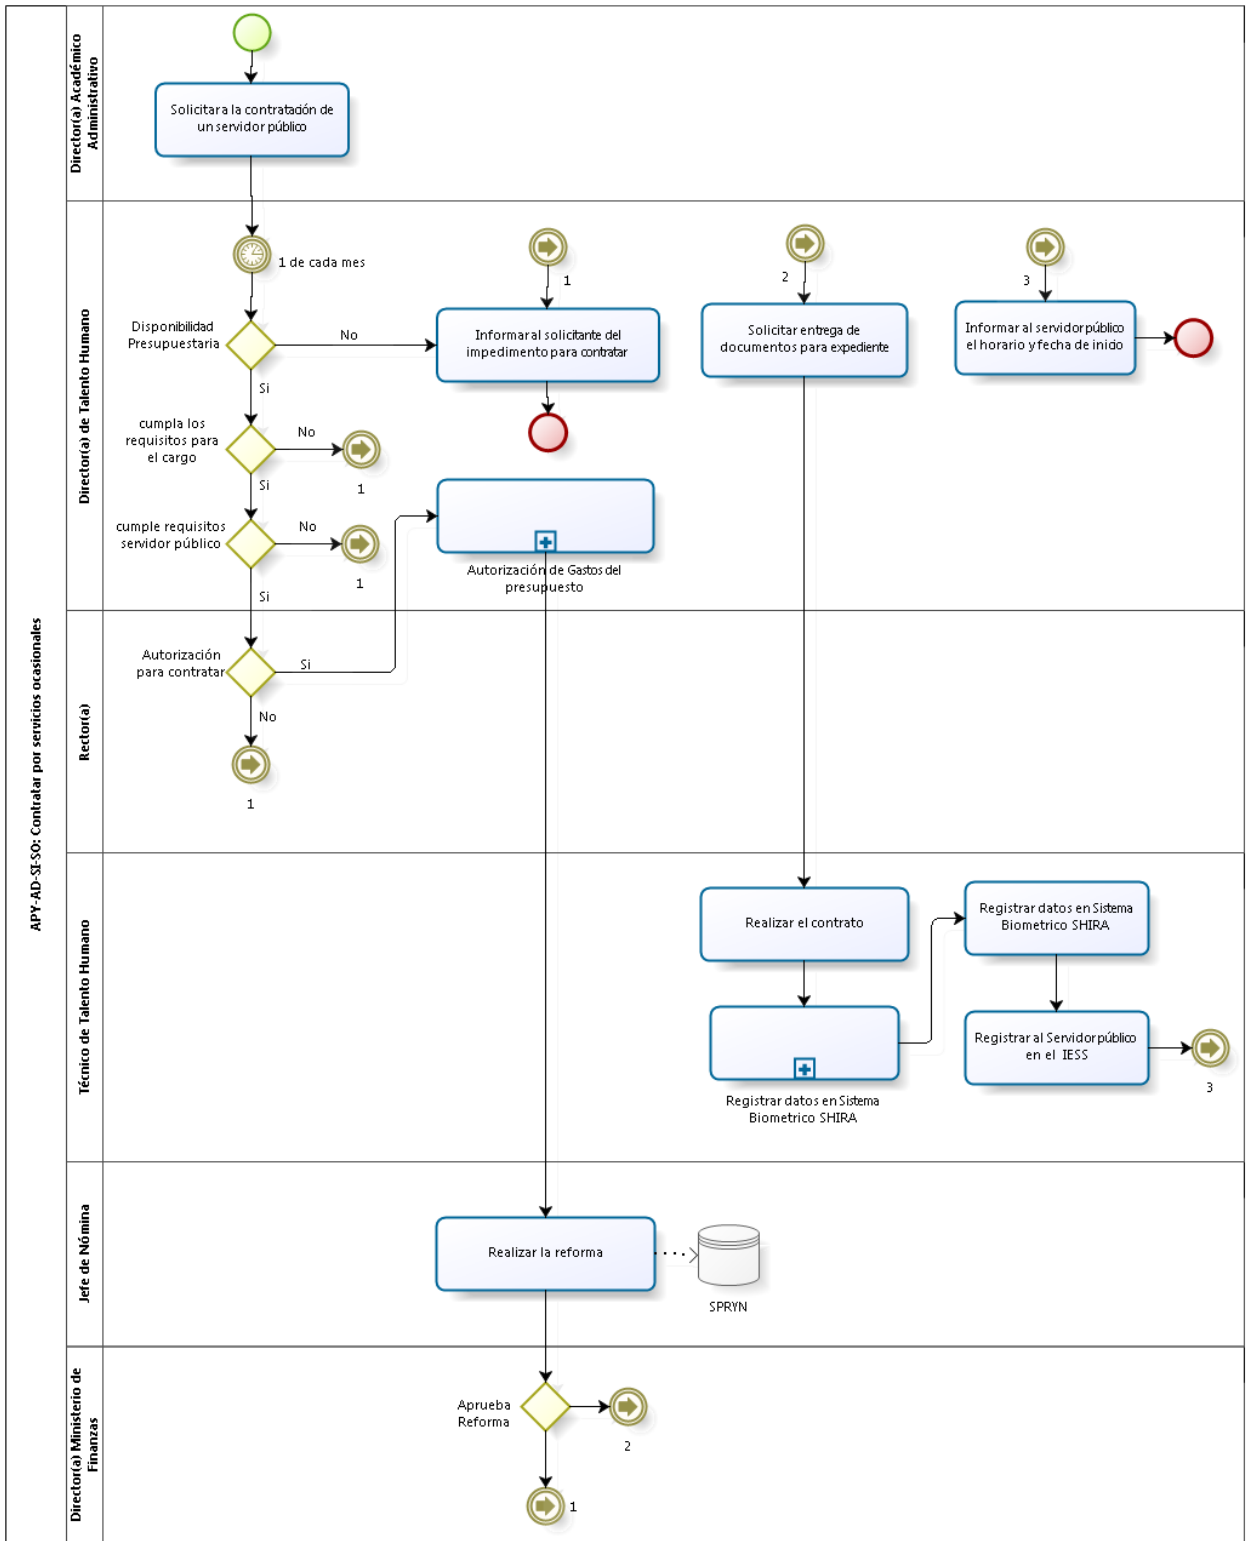 APY-AD-SI-SO: Contratar por servicios ocasionales
Director(a) Académico
Administrativo
Solicitar a la contratación de
un servidor público
Director(a) de Talento Humano
1 de cada mes
Disponibilidad
Presupuestaria
No
Si
1
Informar al solicitante del
impedimento para contratar
2
Solicitar entrega de
documentos para expediente
3
Informar al servidor público
el horario y fecha de inicio
cumpla los
requisitos para
el cargo
No
1
Si
cumple requisitos
servidor público
No
1
Si
Autorización de Gastos del
presupuesto
Rector(a)
Autorización
para contratar
Si
No
1
Técnico de Talento Humano
Realizar el contrato
Registrar datos en Sistema
Biometrico SHIRA
Registrar datos en Sistema
Biometrico SHIRA
Registrar al Servidor público
en el IESS
3
Jefe de Nómina
Realizar la reforma
SPRYN
Director(a) Ministerio de
Finanzas
Aprueba
Reforma
2
1